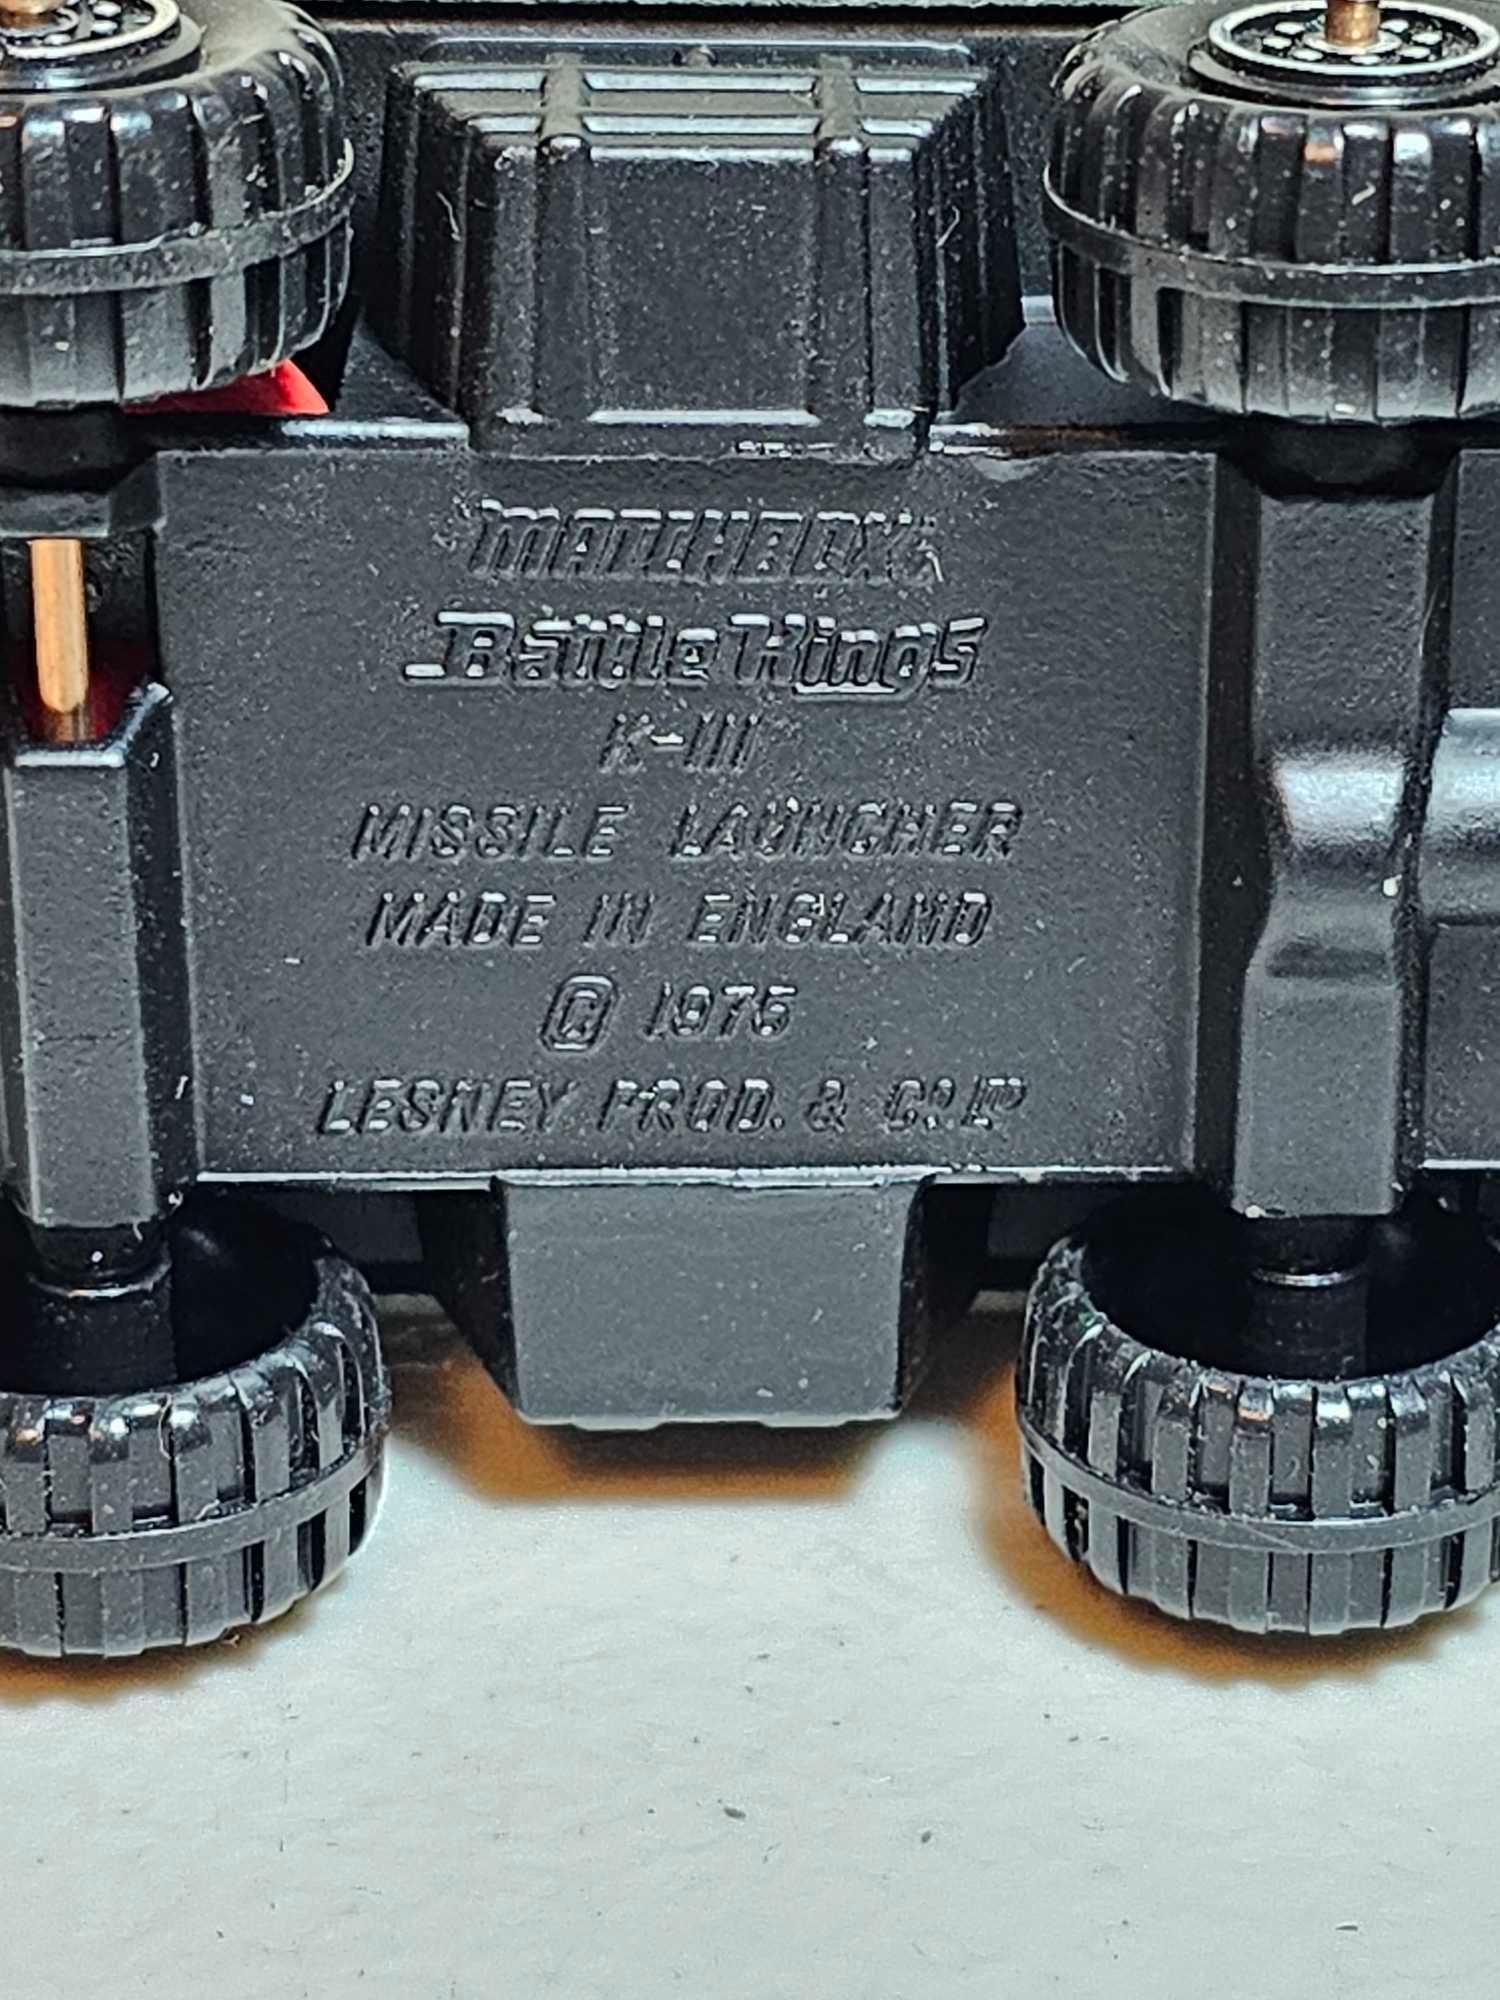 "MATCHBOX"
Battle Kings
K-111
MISSILE LAUNCHER
MADE IN ENGLAND
© 1975
LESNEY PROD. & Co. LTD